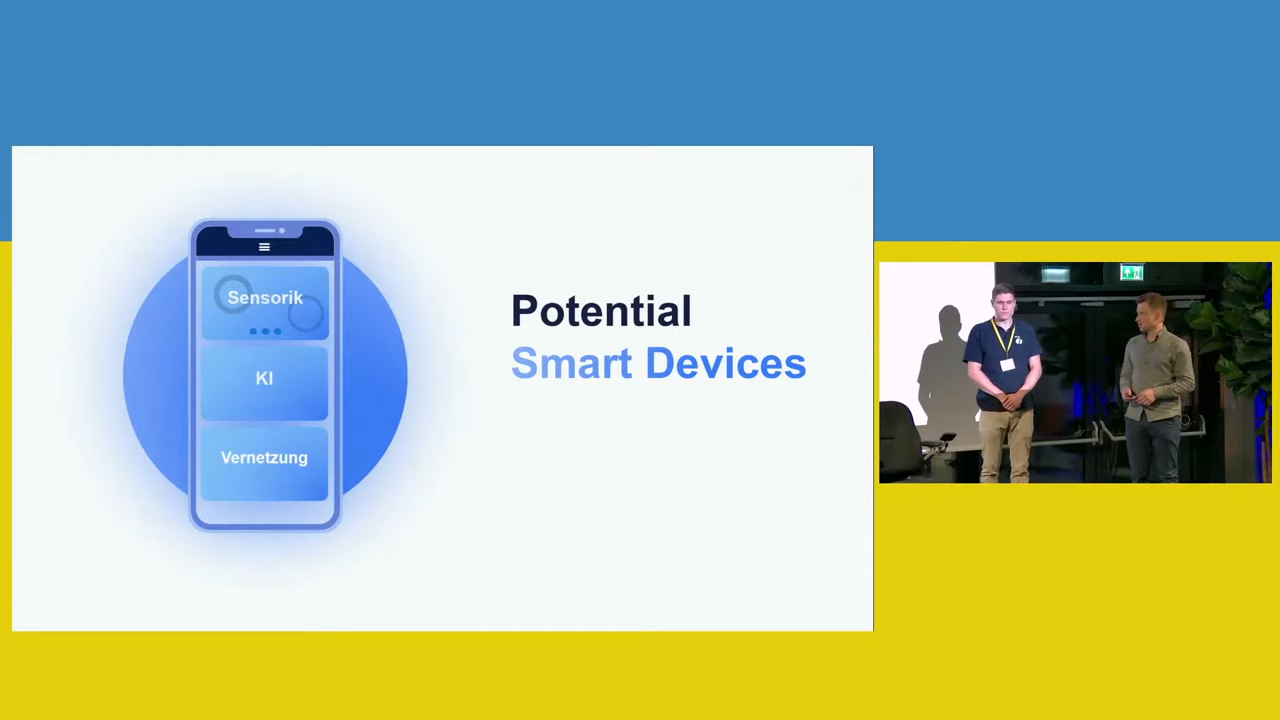 Sensorik
KI
Vernetzung
Potential
Smart Devices